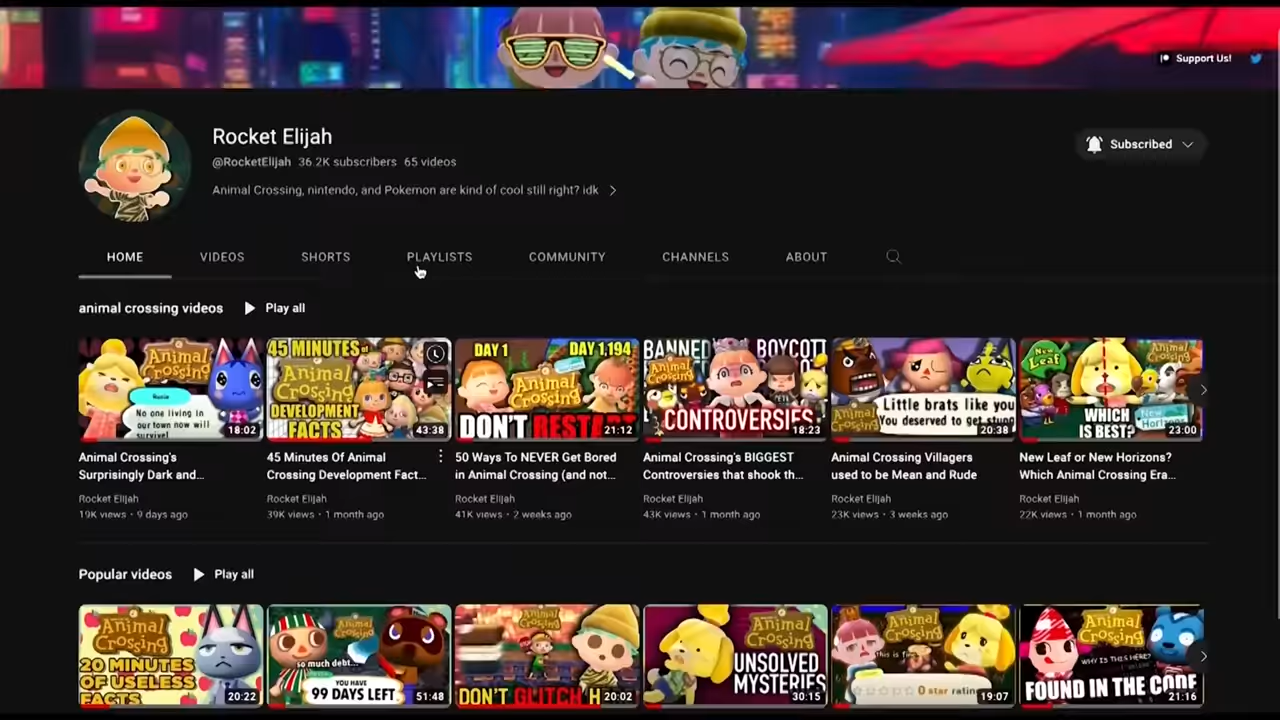 Support Us!
Rocket Elijah
@RocketElijah 36.2K subscribers 65 videos
Subscribed
Animal Crossing, nintendo, and Pokemon are kind of cool still right? idk
HOME VIDEOS SHORTS PLAYLISTS COMMUNITY CHANNELS ABOUT
animal crossing videos Play all
Animal Crossing
Rosie
No one living in
our town now will
survive!
18:02
45 MINUTES of
Animal Crossing
DEVELOPMENT
FACTS
43:38
DAY 1 DAY 1,194
Animal Crossing
DON'T RESTART
21:12
BANNED BOYCOTT
Animal Crossing
CONTROVERSIES
18:23
Animal Crossing
Little brats like you
You deserved to get stung
20:38
New Leaf
Animal Crossing
WHICH
IS BEST?
New Horizons
23:00
Animal Crossing's
Surprisingly Dark and...
Rocket Elijah
19K views • 9 days ago
45 Minutes Of Animal
Crossing Development Fact...
Rocket Elijah
39K views • 1 month ago
50 Ways To NEVER Get Bored
in Animal Crossing (and not...
Rocket Elijah
41K views • 2 weeks ago
Animal Crossing's BIGGEST
Controversies that shook th...
Rocket Elijah
43K views • 1 month ago
Animal Crossing Villagers
used to be Mean and Rude
Rocket Elijah
23K views • 3 weeks ago
New Leaf or New Horizons?
Which Animal Crossing Era...
Rocket Elijah
22K views • 1 month ago
Popular videos Play all
Animal Crossing
20 MINUTES
OF USELESS
FACTS
20:22
Animal Crossing
so much debt...
YOU HAVE
99 DAYS LEFT
51:48
Animal Crossing
DON'T GLITCH H
20:02
Animal Crossing
UNSOLVED
MYSTERIES
30:15
Animal Crossing
This is fi
0 star rating
19:07
Animal Crossing
WHY IS THIS HERE?
FOUND IN THE CODE
21:16